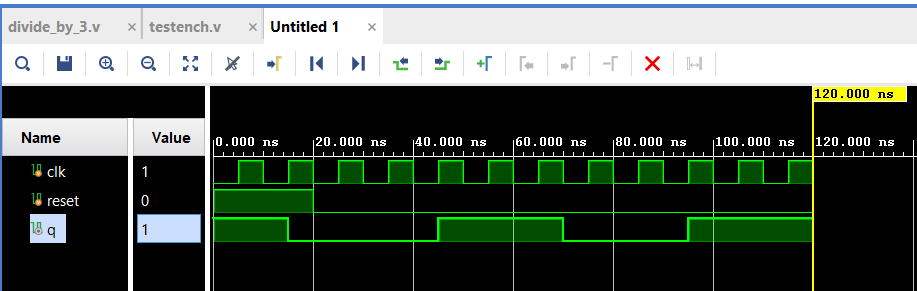 divide_by_3.v × testench.v × Untitled 1 ×
120.000 ns
Name Value
0.000 ns 20.000 ns 40.000 ns 60.000 ns 80.000 ns 100.000 ns 120.000 ns
clk 1
reset 0
q 1